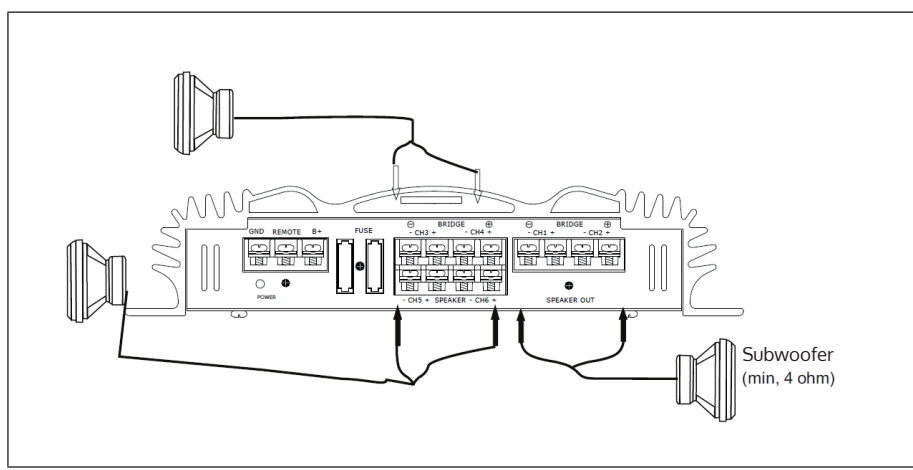 GND REMOTE B+
FUSE
⊖ BRIDGE ⊕
- CH3 + - CH4 +
⊖ BRIDGE ⊕
- CH1 + - CH2 +
POWER
- CH5 + SPEAKER - CH6 +
SPEAKER OUT
Subwoofer
(min, 4 ohm)